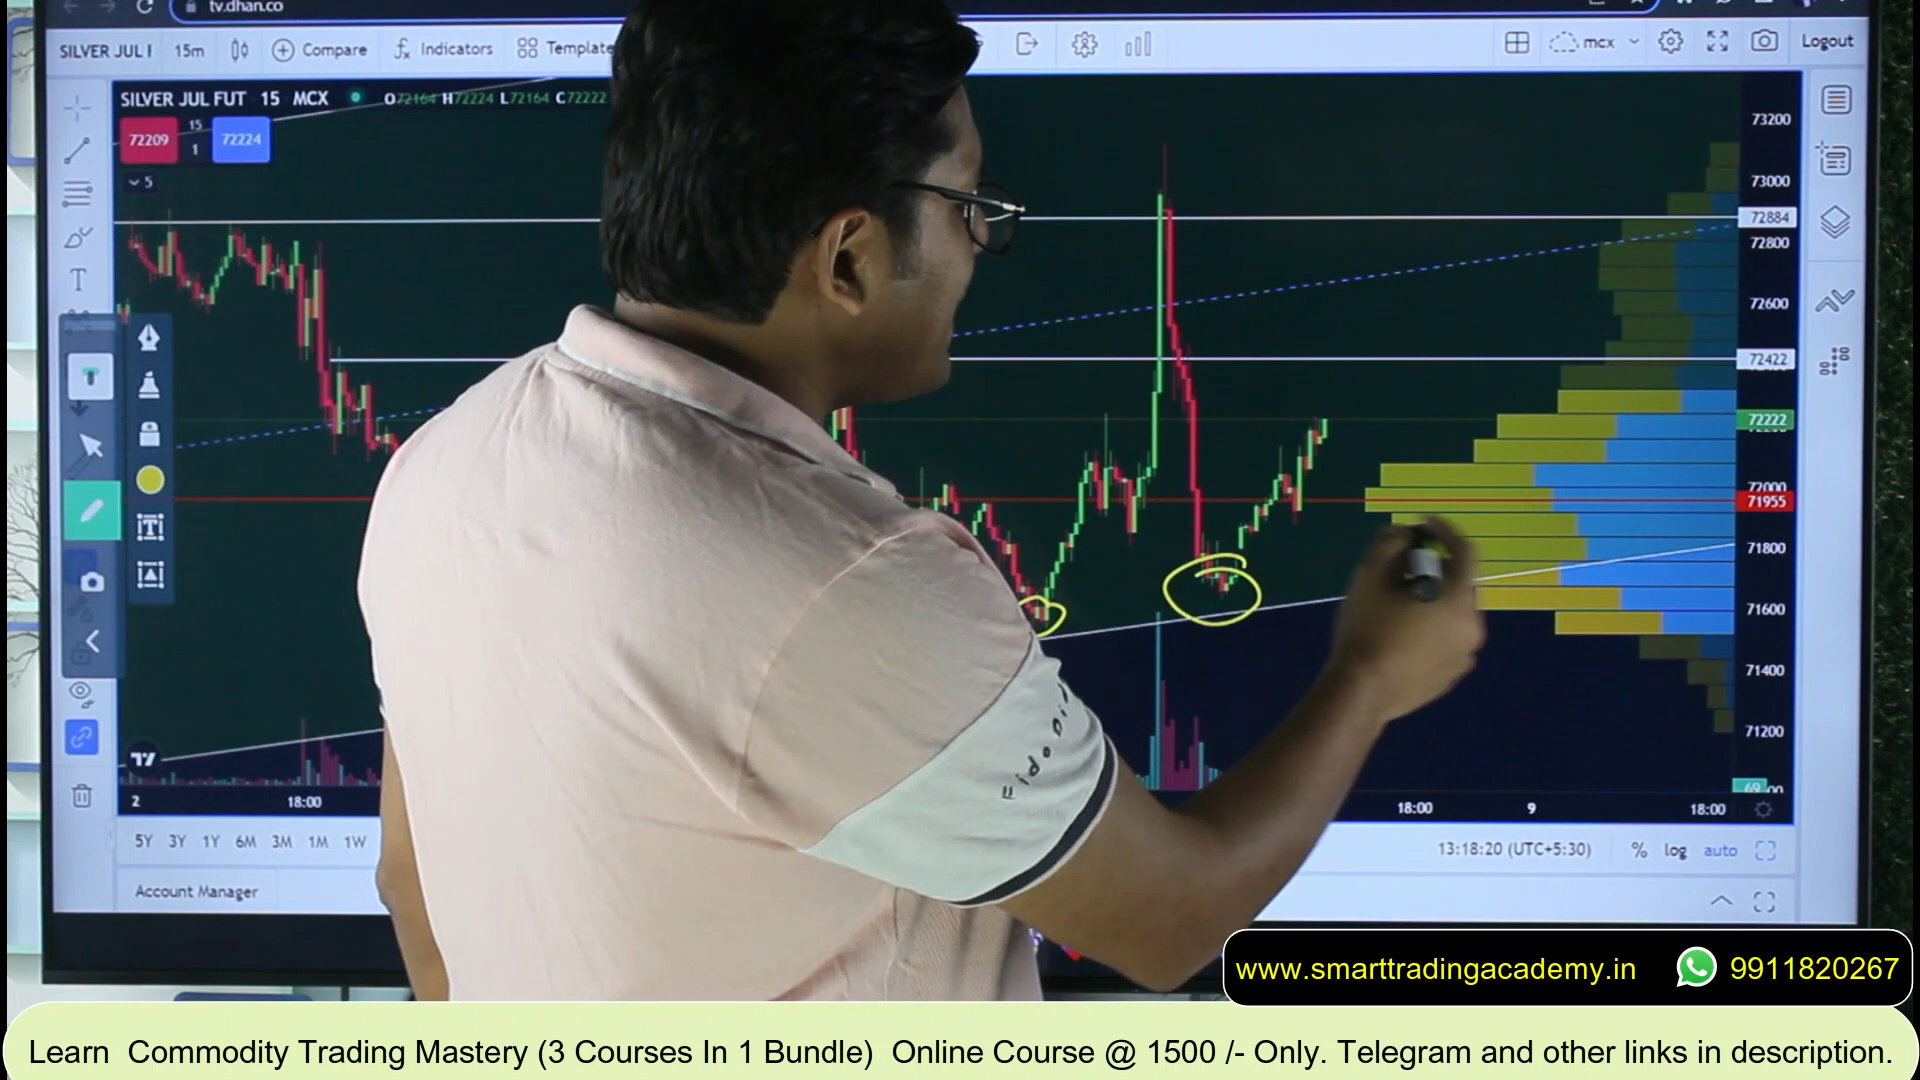 tv.dhan.co
SILVER JUL F 15m Compare Indicators Template mcx Logout
SILVER JUL FUT 15 MCX O72164 H72224 L72164 C72222
72209 15 1 72224
5
73200
73000
72884
72800
72600
72422
72222
72000
71955
71800
71600
71400
71200
69
2 18:00 18:00 9 18:00
5Y 3Y 1Y 6M 3M 1M 1W 13:18:20 (UTC+5:30) % log auto
Account Manager
Fido Di
www.smarttradingacademy.in 9911820267
Learn Commodity Trading Mastery (3 Courses In 1 Bundle) Online Course @ 1500 /- Only. Telegram and other links in description.